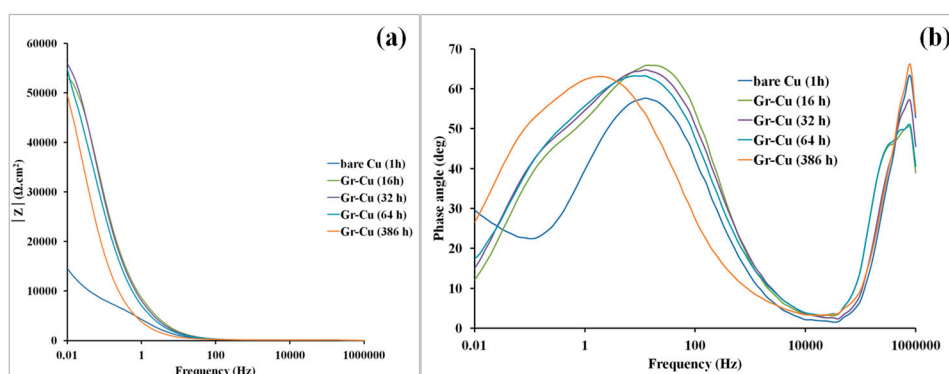 (a)
60000
50000
40000
30000
20000
10000
0
| Z | (Ω.cm²)
bare Cu (1h)
Gr-Cu (16h)
Gr-Cu (32 h)
Gr-Cu (64 h)
Gr-Cu (386 h)
0.01 1 100 10000 1000000
Frequency (Hz)
(b)
70
60
50
40
30
20
10
0
Phase angle (deg)
bare Cu (1h)
Gr-Cu (16 h)
Gr-Cu (32 h)
Gr-Cu (64 h)
Gr-Cu (386 h)
0.01 1 100 10000 1000000
Frequency (Hz)